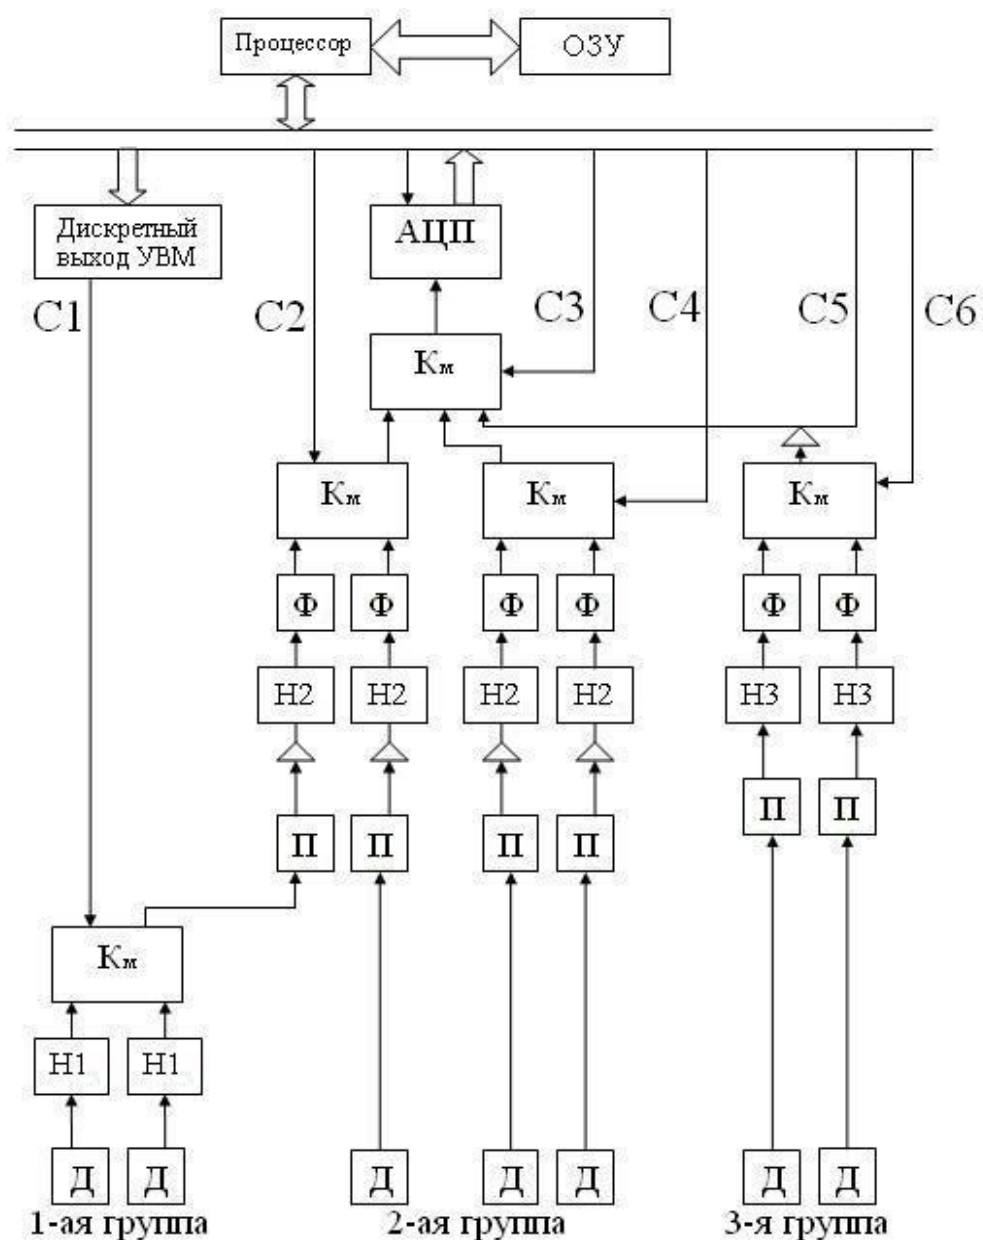 Процессор
ОЗУ
Дискретный
выход УВМ
АЦП
С1
С2
С3
С4
С5
С6
Км
Км
Км
Км
Ф
Ф
Ф
Ф
Ф
Ф
Н2
Н2
Н2
Н2
Н3
Н3
П
П
П
П
П
П
Км
Н1
Н1
Д
Д
Д
Д
Д
Д
Д
1-ая группа
2-ая группа
3-я группа